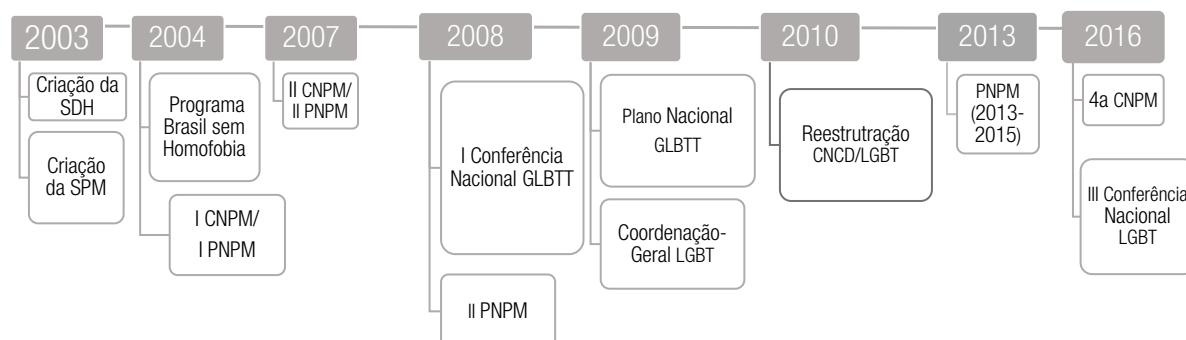 2003
Criação da
SDH
Criação
da SPM
2004
Programa
Brasil sem
Homofobia
I CNPM/
I PNPM
2007
II CNPM/
II PNPM
2008
I Conferência
Nacional GLBTT
II PNPM
2009
Plano Nacional
GLBTT
Coordenação-
Geral LGBT
2010
Reestrutração
CNCD/LGBT
2013
PNPM
(2013-
2015)
2016
4a CNPM
III Conferência
Nacional
LGBT